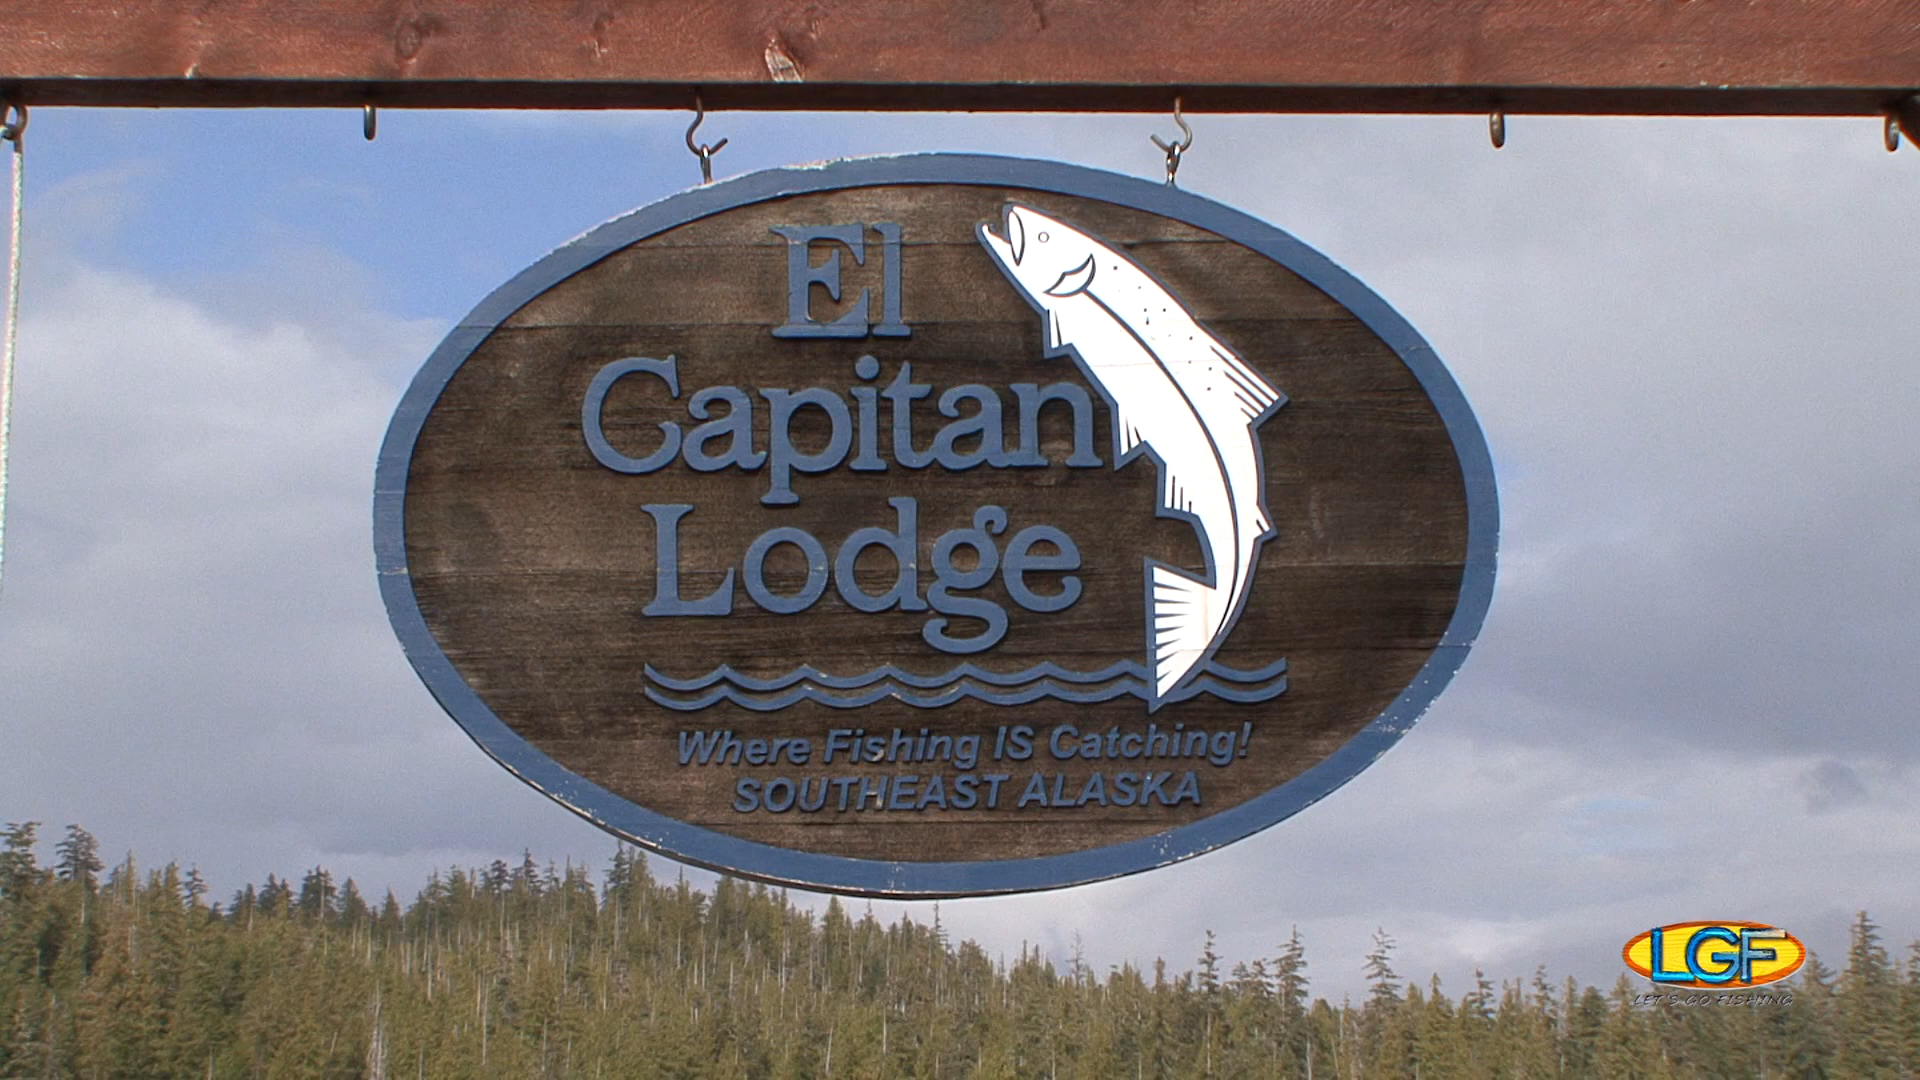 El
Capitan
Lodge
Where Fishing IS Catching!
SOUTHEAST ALASKA
LGF
LET'S GO FISHING